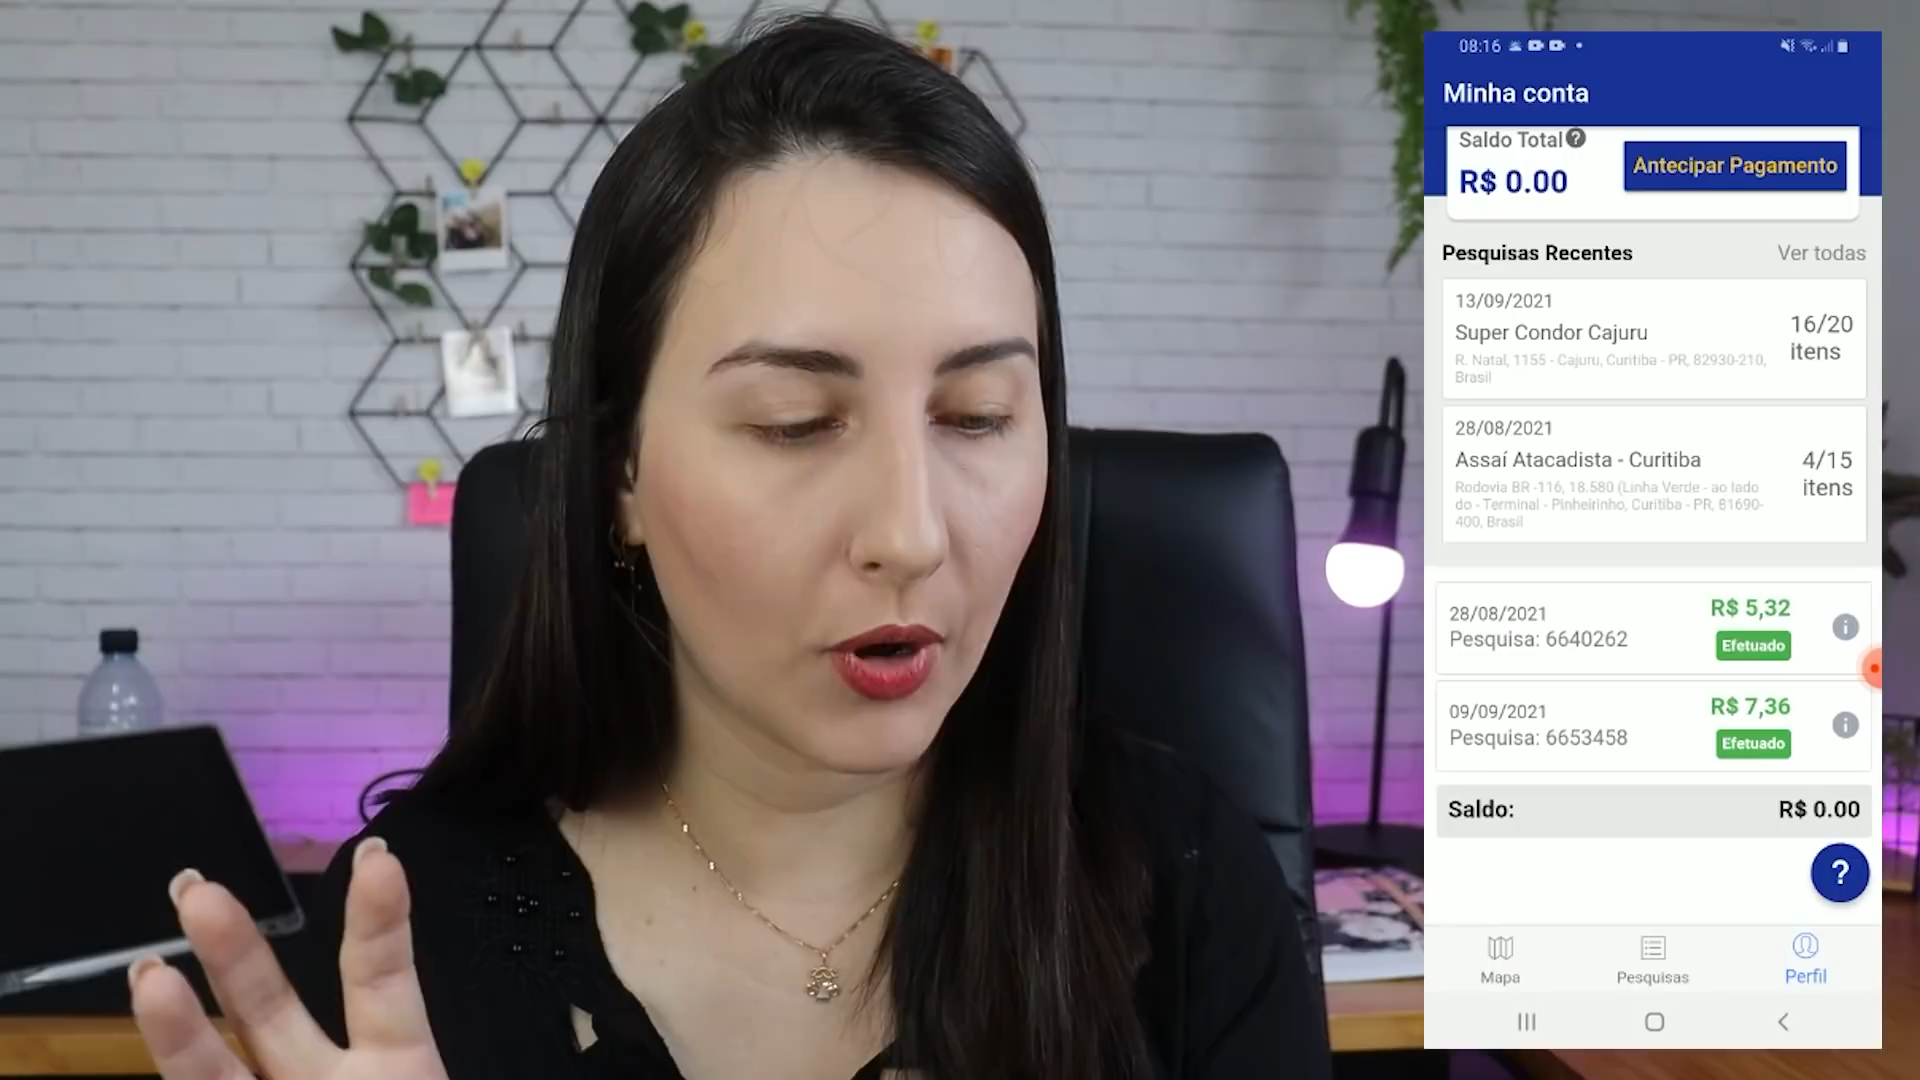 08:16
Minha conta
Saldo Total
R$ 0.00
Antecipar Pagamento
Pesquisas Recentes
Ver todas
13/09/2021
Super Condor Cajuru
R. Natal, 1155 - Cajuru, Curitiba - PR, 82930-210,
Brasil
16/20
itens
28/08/2021
Assaí Atacadista - Curitiba
Rodovia BR -116, 18.580 (Linha Verde - ao lado
do - Terminal - Pinheirinho, Curitiba - PR, 81690-
400, Brasil
4/15
itens
28/08/2021
Pesquisa: 6640262
R$ 5,32
Efetuado
09/09/2021
Pesquisa: 6653458
R$ 7,36
Efetuado
Saldo:
R$ 0.00
?
Mapa
Pesquisas
Perfil